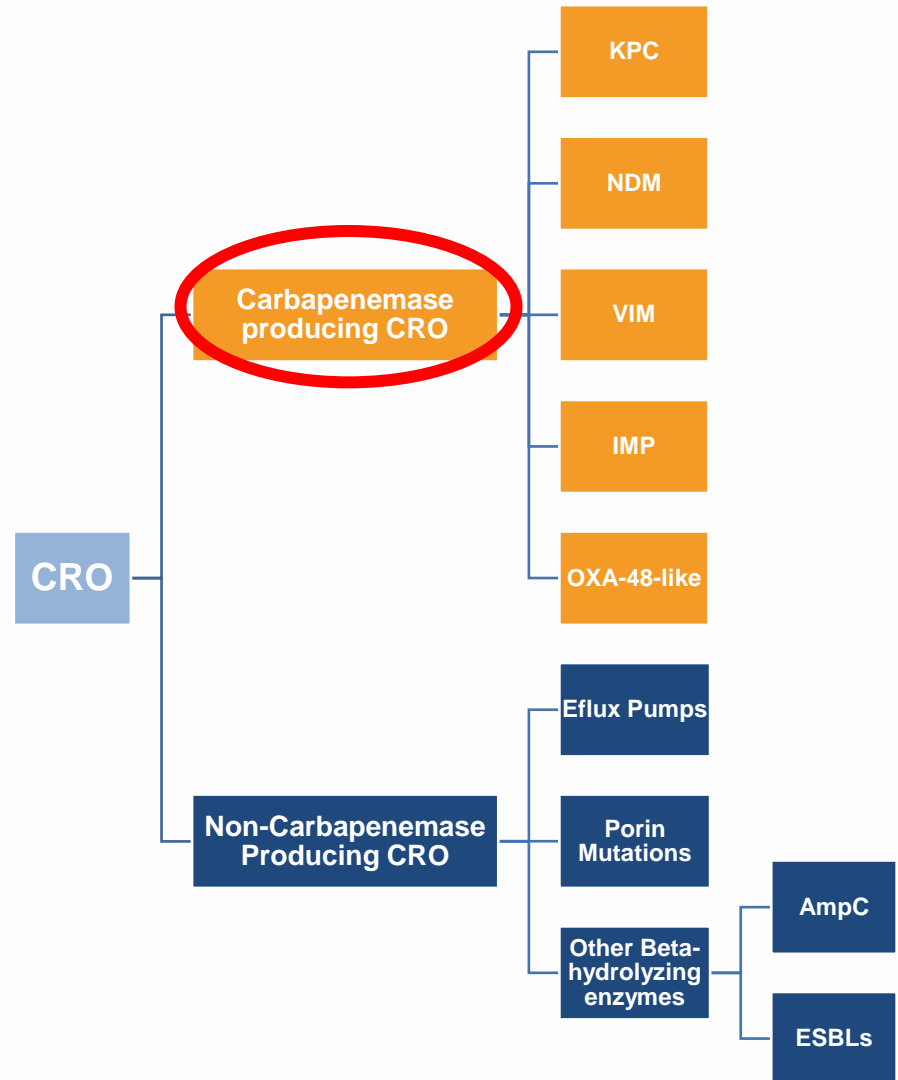 KPC
NDM
Carbapenemase
producing CRO
VIM
IMP
CRO
OXA-48-like
Eflux Pumps
Non-Carbapenemase
Producing CRO
Porin
Mutations
AmpC
Other Beta-
hydrolyzing
enzymes
ESBLs